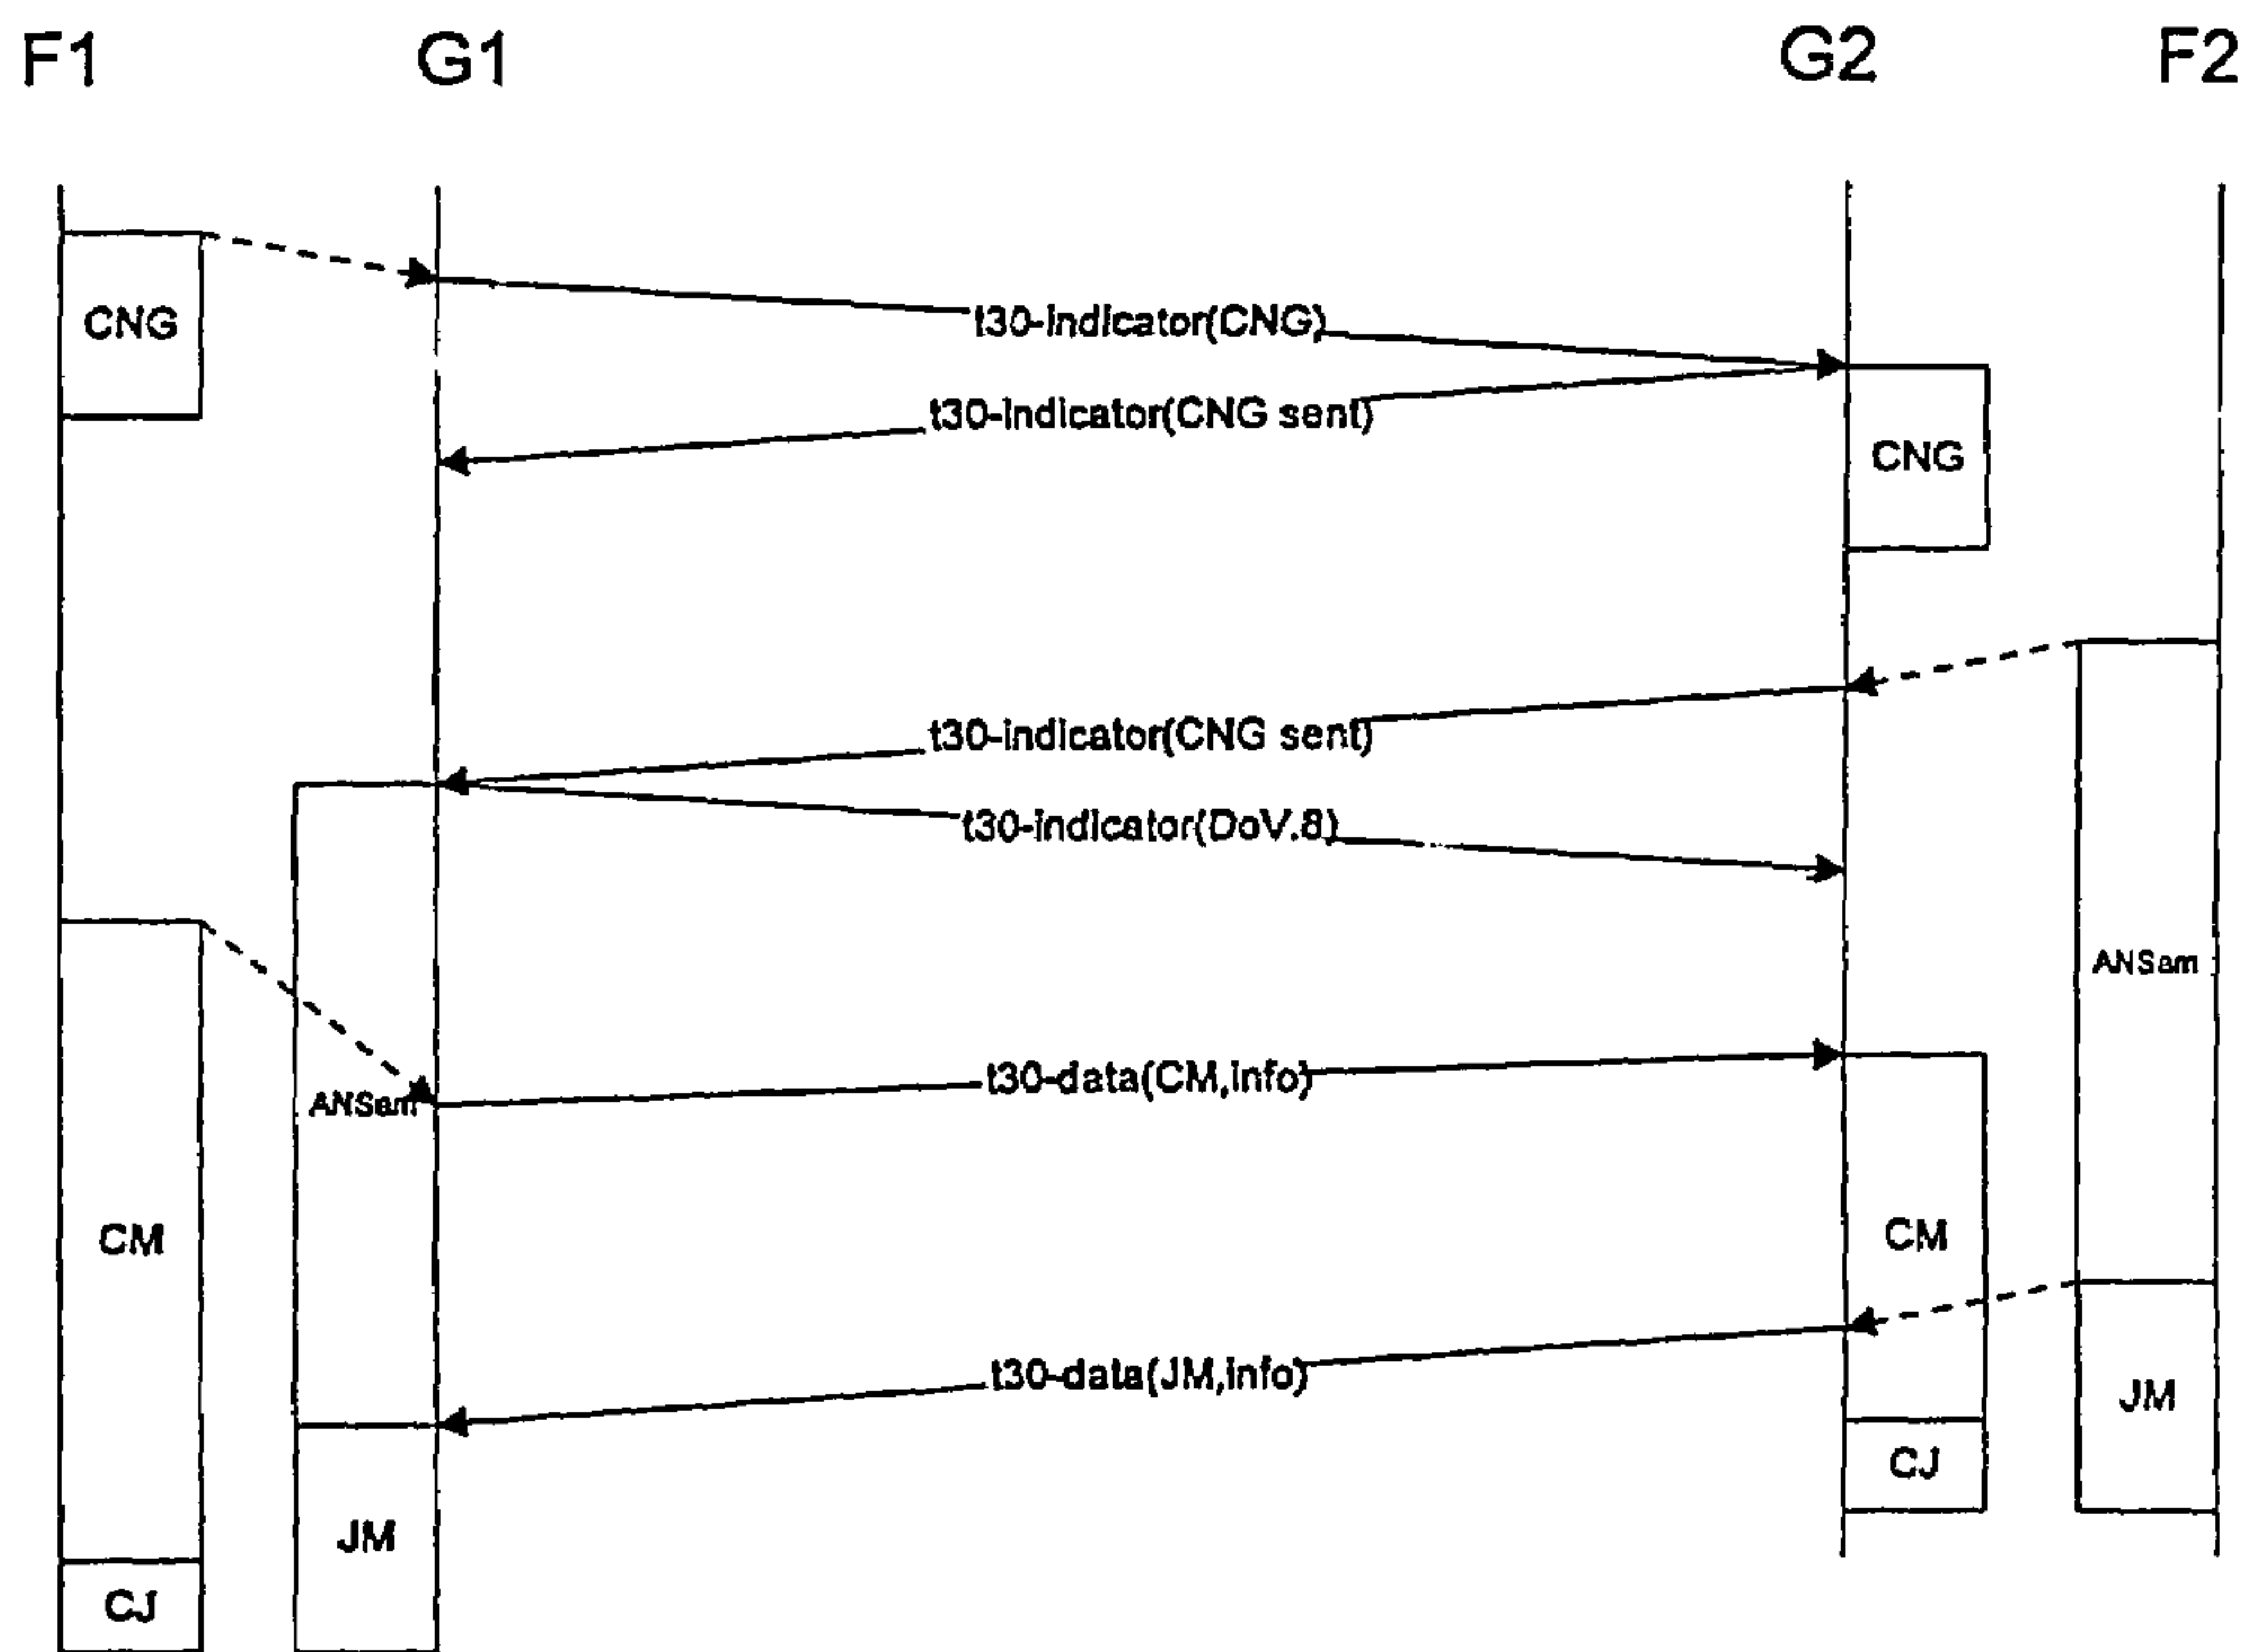 F1 G1 G2 F2
CNG
t30-indicator(CNG)
t30-indicator(CNG sent)
CNG
t30-indicator(CNG sent)
t30-indicator(DoV.8)
ANSam
t30-data(CM,info)
ANSam
CM
CM
t30-data(JM,info)
JM
CJ
JM
CJ